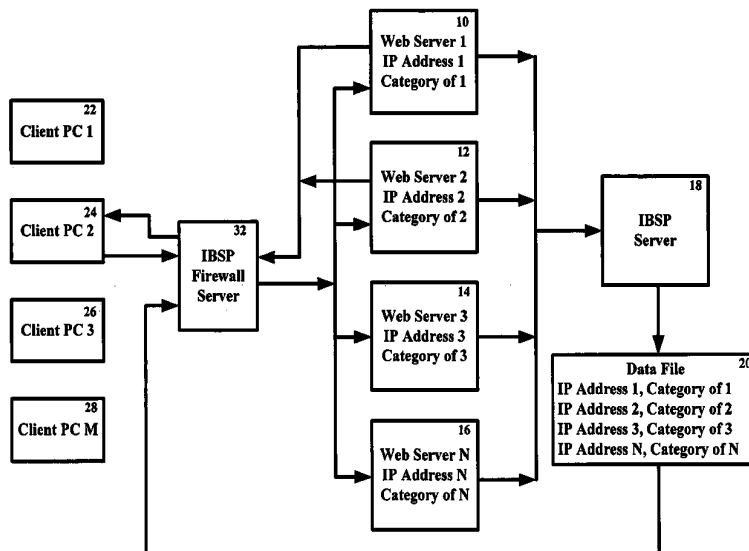 22
Client PC 1
24
Client PC 2
26
Client PC 3
28
Client PC M
32
IBSP
Firewall
Server
10
Web Server 1
IP Address 1
Category of 1
12
Web Server 2
IP Address 2
Category of 2
14
Web Server 3
IP Address 3
Category of 3
16
Web Server N
IP Address N
Category of N
18
IBSP
Server
20
Data File
IP Address 1, Category of 1
IP Address 2, Category of 2
IP Address 3, Category of 3
IP Address N, Category of N